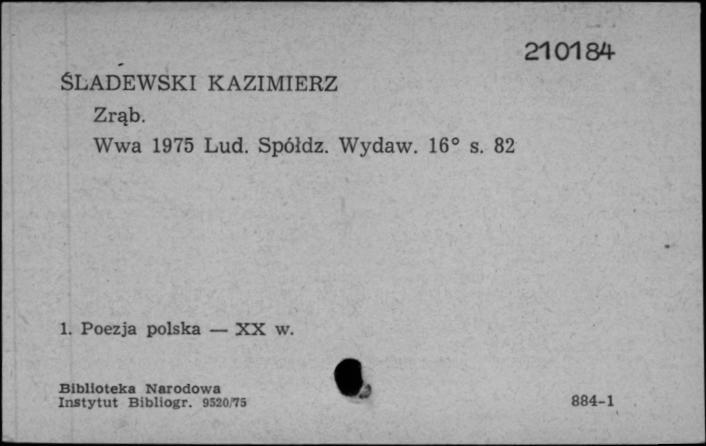 210184
ŚLADEWSKI KAZIMIERZ
Zrąb.
Wwa 1975 Lud. Spółdz. Wydaw. 16° s. 82
1. Poezja polska — XX w.
Biblioteka Narodowa
Instytut Bibliogr. 9520/75
884-1